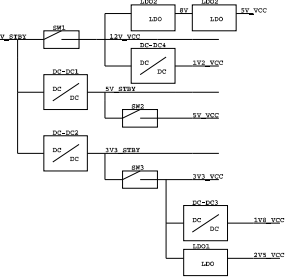 LDO2 8V LDO2 5V_VCC
LDO LDO
SW1
V_STBY 12V_VCC
DC-DC4
DC DC 1V2_VCC
DC-DC1
DC DC 5V_STBY
SW2
5V_VCC
DC-DC2
DC DC 3V3_STBY
SW3
3V3_VCC
DC-DC3
DC DC 1V8_VCC
LDO1
LDO 2V5_VCC